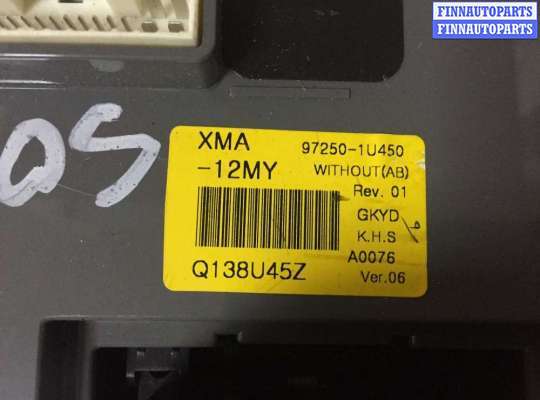 FINNAUTOPARTS
FINNAUTOPARTS
XMA 97250-1U450
-12MY WITHOUT(AB)
Rev. 01
GKYD
K.H.S
A0076
Q138U45Z Ver.06